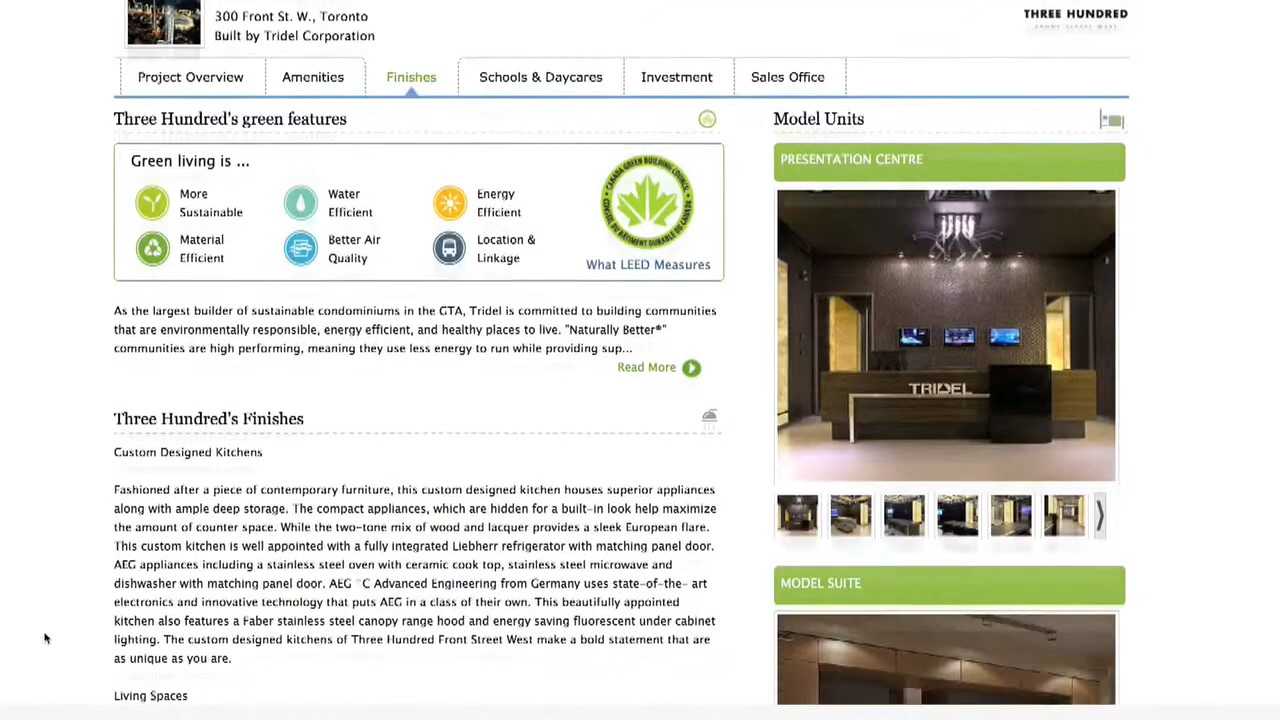 300 Front St. W., Toronto
Built by Tridel Corporation
THREE HUNDRED
Project Overview
Amenities
Finishes
Schools & Daycares
Investment
Sales Office
Three Hundred's green features
Green living is ...
More
Sustainable
Water
Efficient
Energy
Efficient
Material
Efficient
Better Air
Quality
Location &
Linkage
CANADA GREEN BUILDING COUNCIL
CONSEIL DU BÂTIMENT DURABLE DU CANADA
What LEED Measures
As the largest builder of sustainable condominiums in the GTA, Tridel is committed to building communities
that are environmentally responsible, energy efficient, and healthy places to live. "Naturally Better®"
communities are high performing, meaning they use less energy to run while providing sup...
Read More
Three Hundred's Finishes
Custom Designed Kitchens
Fashioned after a piece of contemporary furniture, this custom designed kitchen houses superior appliances
along with ample deep storage. The compact appliances, which are hidden for a built-in look help maximize
the amount of counter space. While the two-tone mix of wood and lacquer provides a sleek European flare.
This custom kitchen is well appointed with a fully integrated Liebherr refrigerator with matching panel door.
AEG appliances including a stainless steel oven with ceramic cook top, stainless steel microwave and
dishwasher with matching panel door. AEG ¨C Advanced Engineering from Germany uses state-of-the- art
electronics and innovative technology that puts AEG in a class of their own. This beautifully appointed
kitchen also features a Faber stainless steel canopy range hood and energy saving fluorescent under cabinet
lighting. The custom designed kitchens of Three Hundred Front Street West make a bold statement that are
as unique as you are.
Living Spaces
Model Units
PRESENTATION CENTRE
TRIDEL
MODEL SUITE